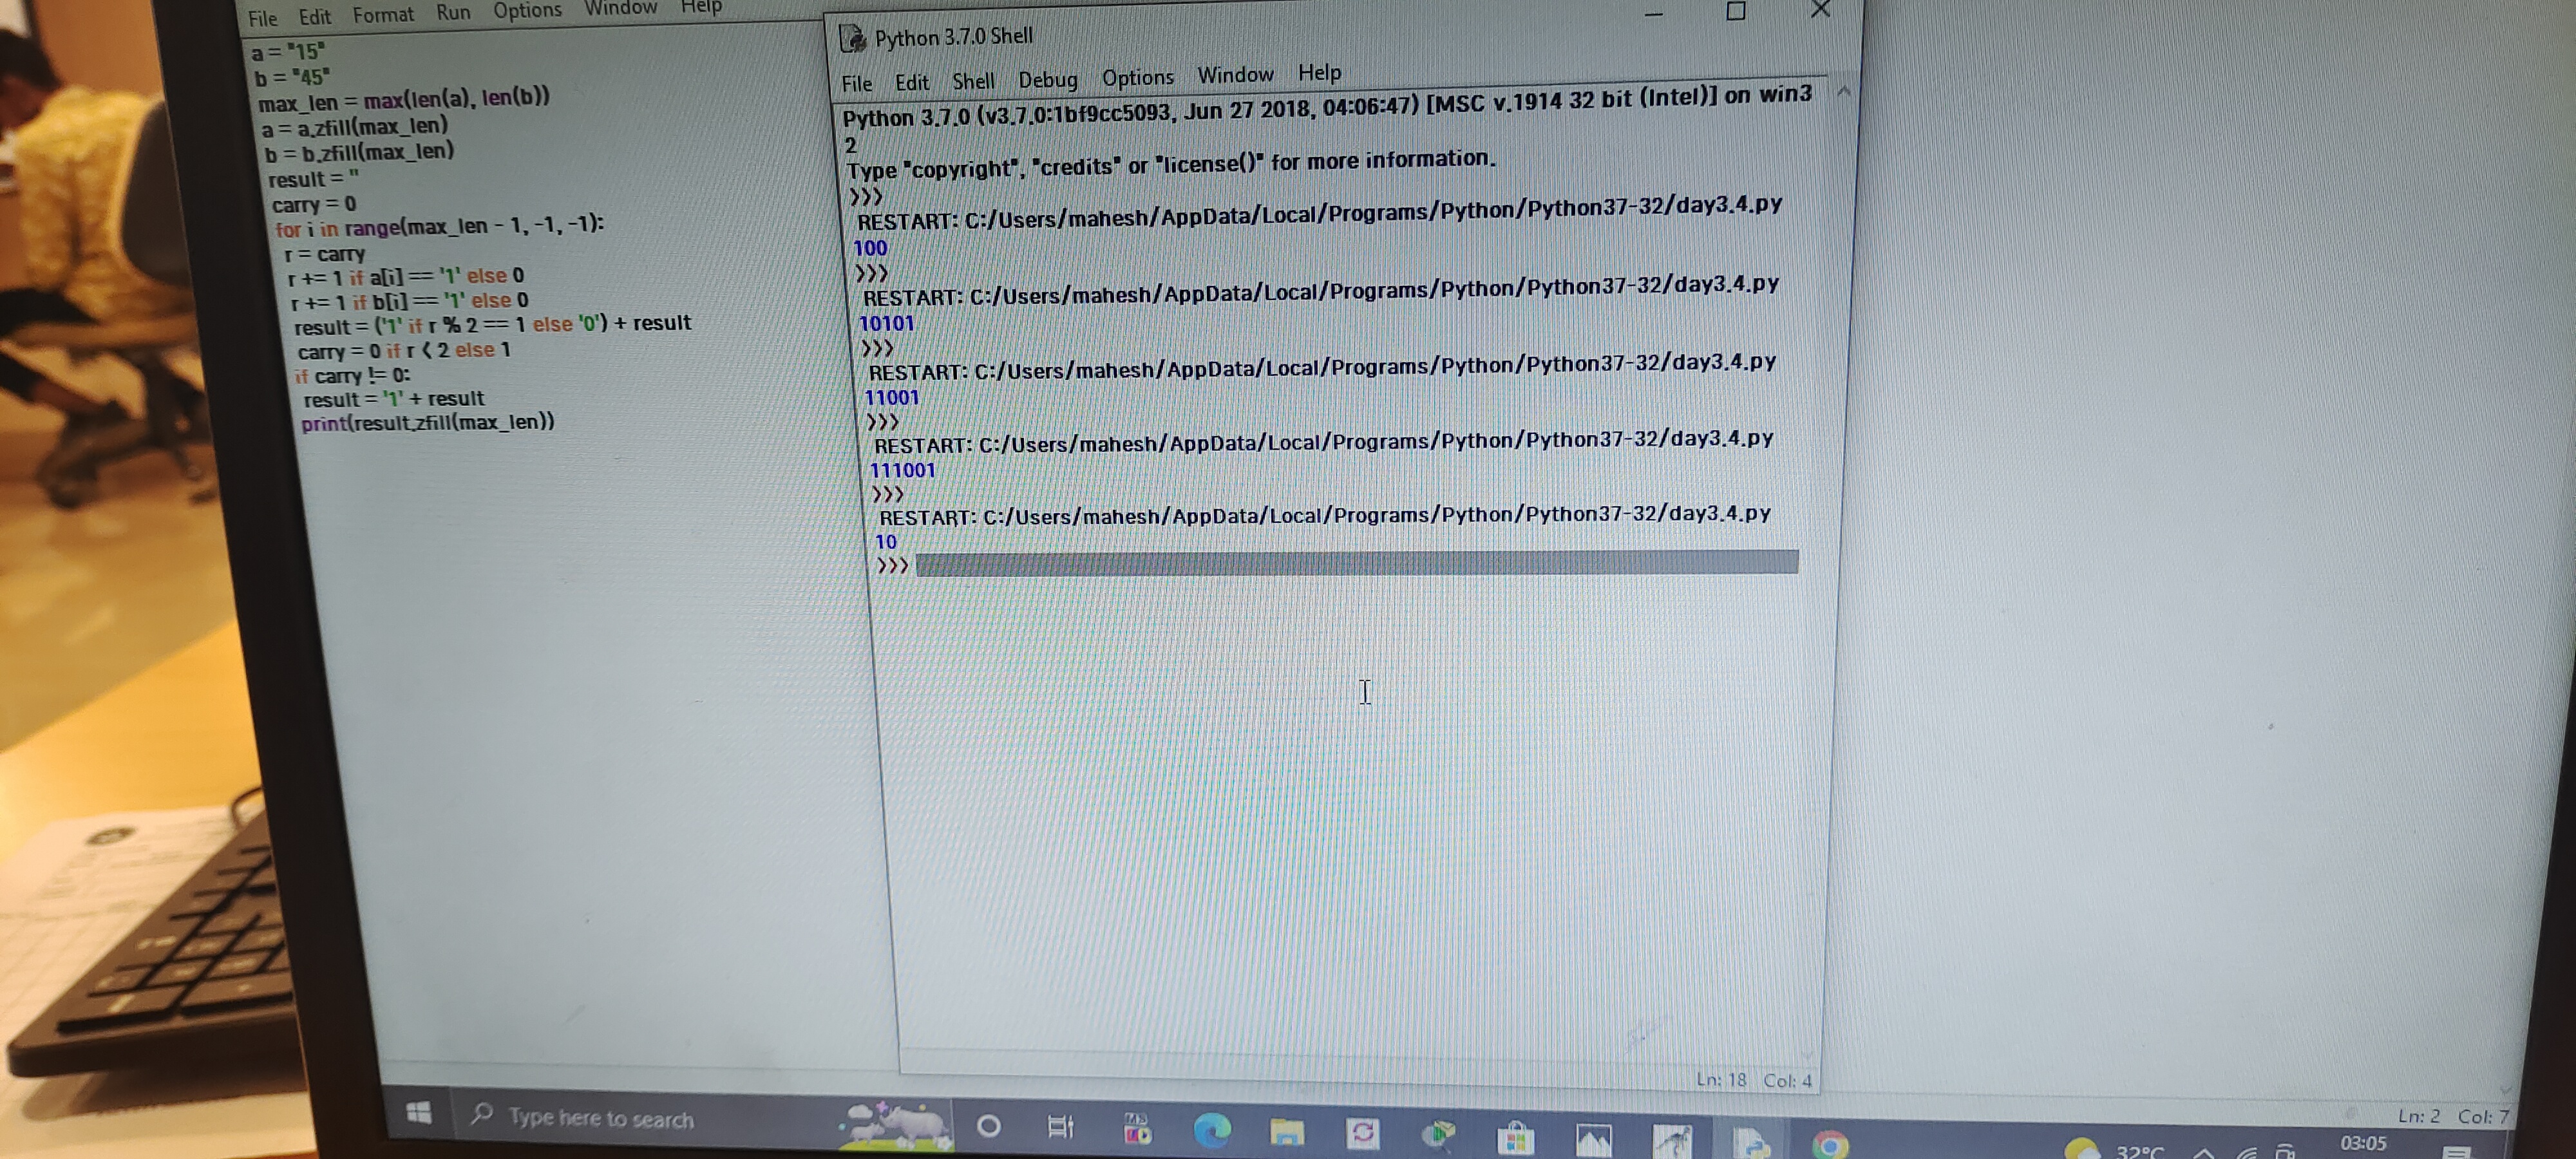 File Edit Format Run Options Window Help
a = "15"
b = "45"
max_len = max(len(a), len(b))
a = a.zfill(max_len)
b = b.zfill(max_len)
result = ''
carry = 0
for i in range(max_len - 1, -1, -1):
r = carry
r += 1 if a[i] == '1' else 0
r += 1 if b[i] == '1' else 0
result = ('1' if r % 2 == 1 else '0') + result
carry = 0 if r < 2 else 1
if carry != 0:
result = '1' + result
print(result.zfill(max_len))
Python 3.7.0 Shell
File Edit Shell Debug Options Window Help
Python 3.7.0 (v3.7.0:1bf9cc5093, Jun 27 2018, 04:06:47) [MSC v.1914 32 bit (Intel)] on win3
2
Type "copyright", "credits" or "license()" for more information.
>>>
RESTART: C:/Users/mahesh/AppData/Local/Programs/Python/Python37-32/day3.4.py
100
>>>
RESTART: C:/Users/mahesh/AppData/Local/Programs/Python/Python37-32/day3.4.py
10101
>>>
RESTART: C:/Users/mahesh/AppData/Local/Programs/Python/Python37-32/day3.4.py
11001
>>>
RESTART: C:/Users/mahesh/AppData/Local/Programs/Python/Python37-32/day3.4.py
111001
>>>
RESTART: C:/Users/mahesh/AppData/Local/Programs/Python/Python37-32/day3.4.py
10
>>>
Ln: 18 Col: 4
Ln: 2 Col: 7
Type here to search
32°C
03:05